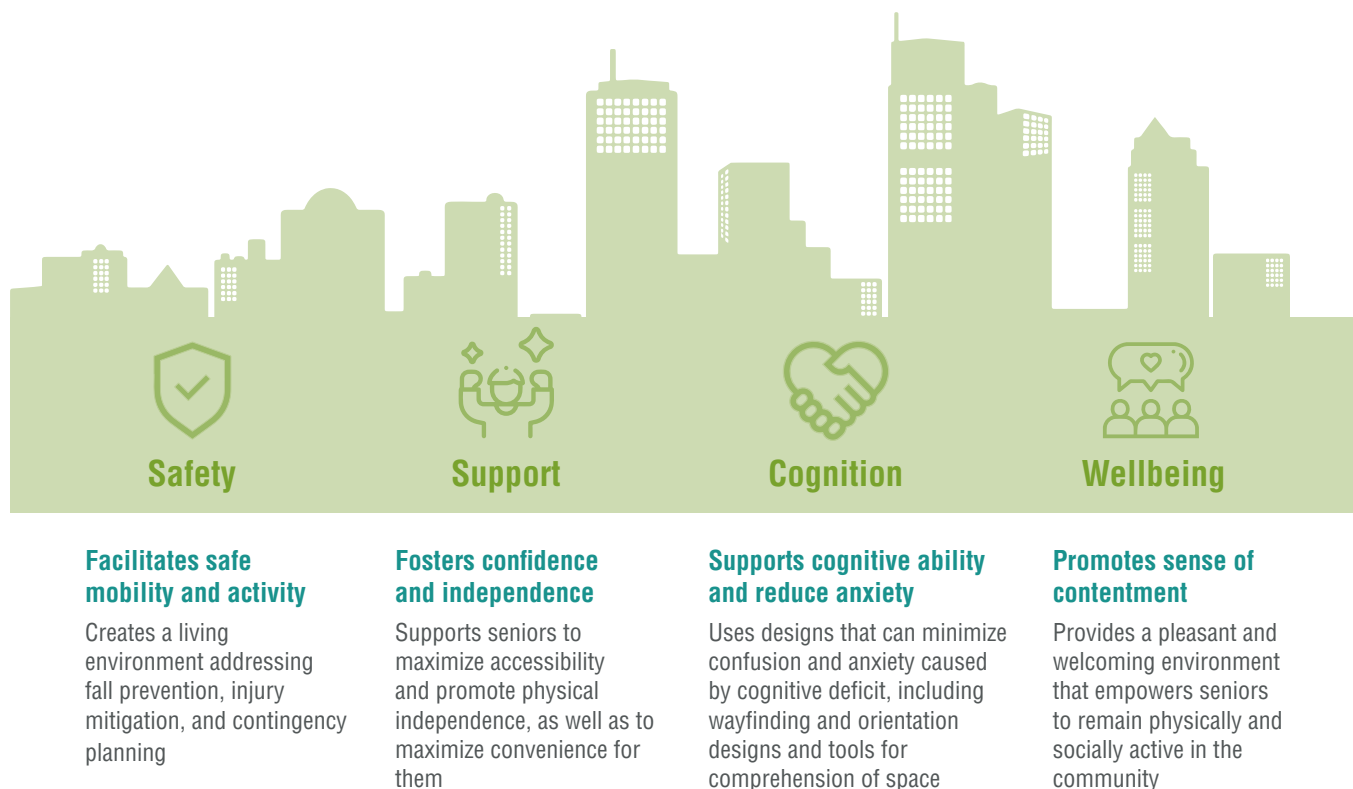 Safety
Support
Cognition
Wellbeing
Facilitates safe
mobility and activity
Creates a living
environment addressing
fall prevention, injury
mitigation, and contingency
planning
Fosters confidence
and independence
Supports seniors to
maximize accessibility
and promote physical
independence, as well as to
maximize convenience for
them
Supports cognitive ability
and reduce anxiety
Uses designs that can minimize
confusion and anxiety caused
by cognitive deficit, including
wayfinding and orientation
designs and tools for
comprehension of space
Promotes sense of
contentment
Provides a pleasant and
welcoming environment
that empowers seniors
to remain physically and
socially active in the
community